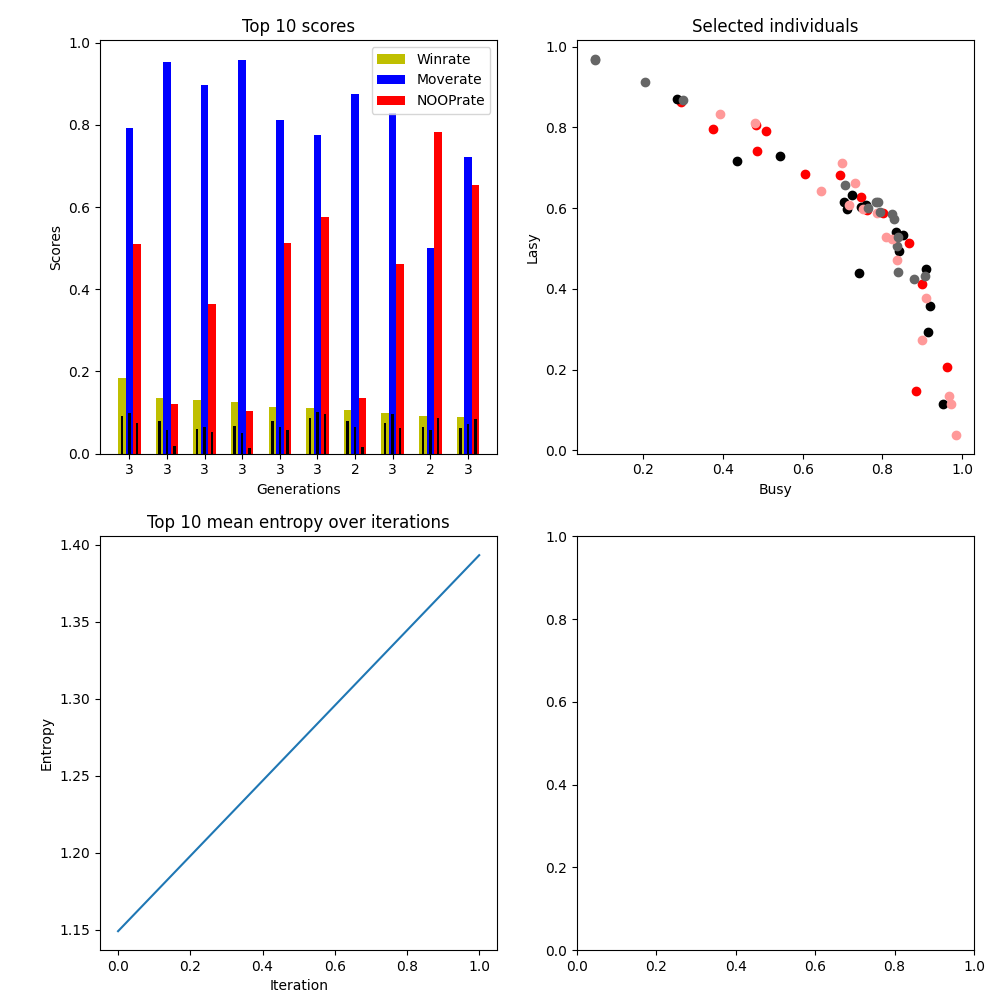 Top 10 scores
1.0
0.8
0.6
0.4
0.2
0.0
Scores
Winrate
Moverate
NOOPrate
3 3 3 3 3 3 2 3 2 3
Generations
Selected individuals
1.0
0.8
0.6
0.4
0.2
0.0
Lasy
0.2 0.4 0.6 0.8 1.0
Busy
Top 10 mean entropy over iterations
1.40
1.35
1.30
1.25
1.20
1.15
Entropy
0.0 0.2 0.4 0.6 0.8 1.0
Iteration
1.0
0.8
0.6
0.4
0.2
0.0
0.0 0.2 0.4 0.6 0.8 1.0